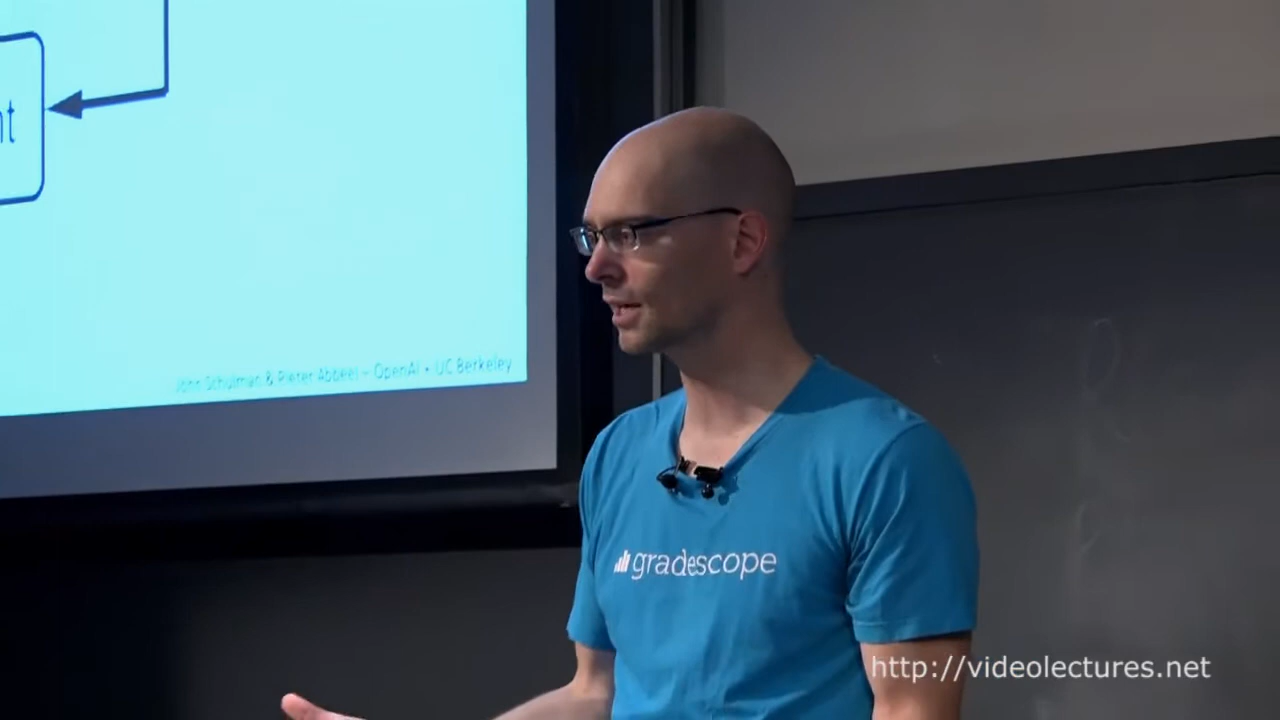 nt
John Schulman & Pieter Abbeel – OpenAI + UC Berkeley
gradescope
http://videolectures.net